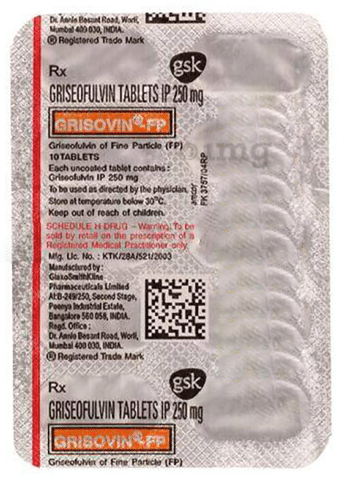 Dr. Annie Besant Road, Worli,
Mumbai 400 030, INDIA.
® Registered Trade Mark
Rx
gsk
GRISEOFULVIN TABLETS IP 250 mg
GRISOVIN®-FP
Griseofulvin of Fine Particle (FP)
10 TABLETS
Each uncoated tablet contains:
Griseofulvin IP 250 mg
To be used as directed by the physician.
Store at temperature below 30°C.
Keep out of reach of children.
SCHEDULE H DRUG - Warning: To be
sold by retail on the prescription of a
Registered Medical Practitioner only.
Mfg. Lic. No. : KTK/28A/521/2003
Manufactured by :
GlaxoSmithKline
Pharmaceuticals Limited
At:B-249/250, Second Stage,
Peenya Industrial Estate,
Bangalore 560 058, INDIA.
Regd. Office :
Dr. Annie Besant Road, Worli,
Mumbai 400 030, INDIA.
® Registered Trade Mark
amcor
FK 3757/04RP
Rx
gsk
GRISEOFULVIN TABLETS IP 250 mg
GRISOVIN®-FP
Griseofulvin of Fine Particle (FP)